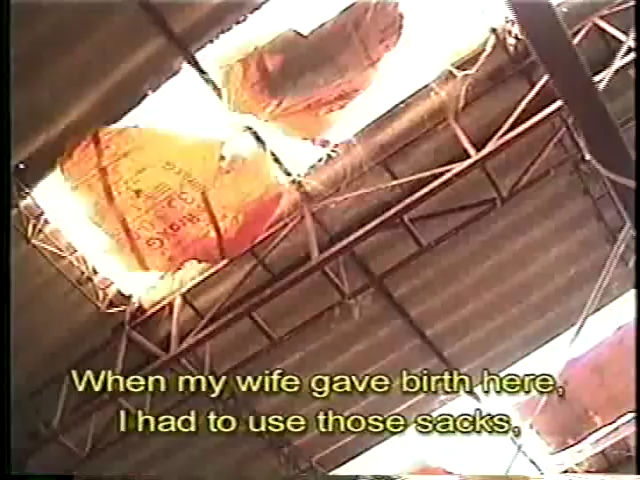 When my wife gave birth here,
I had to use those sacks,